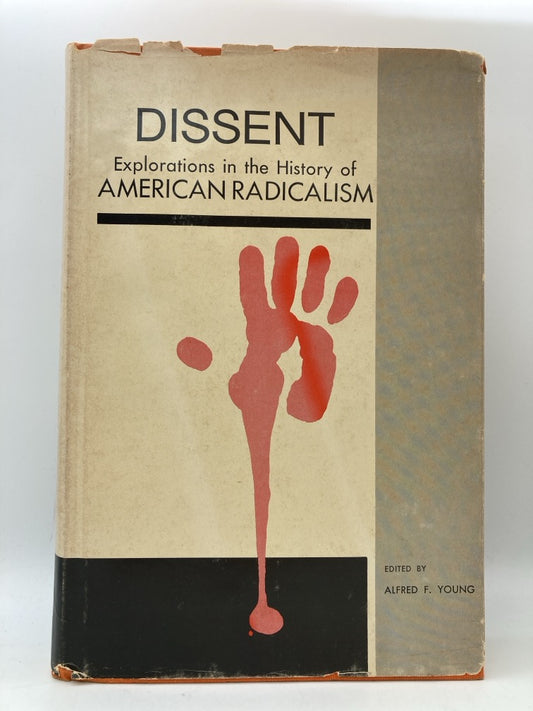 DISSENT
Explorations in the History of
AMERICAN RADICALISM
EDITED BY
ALFRED F. YOUNG